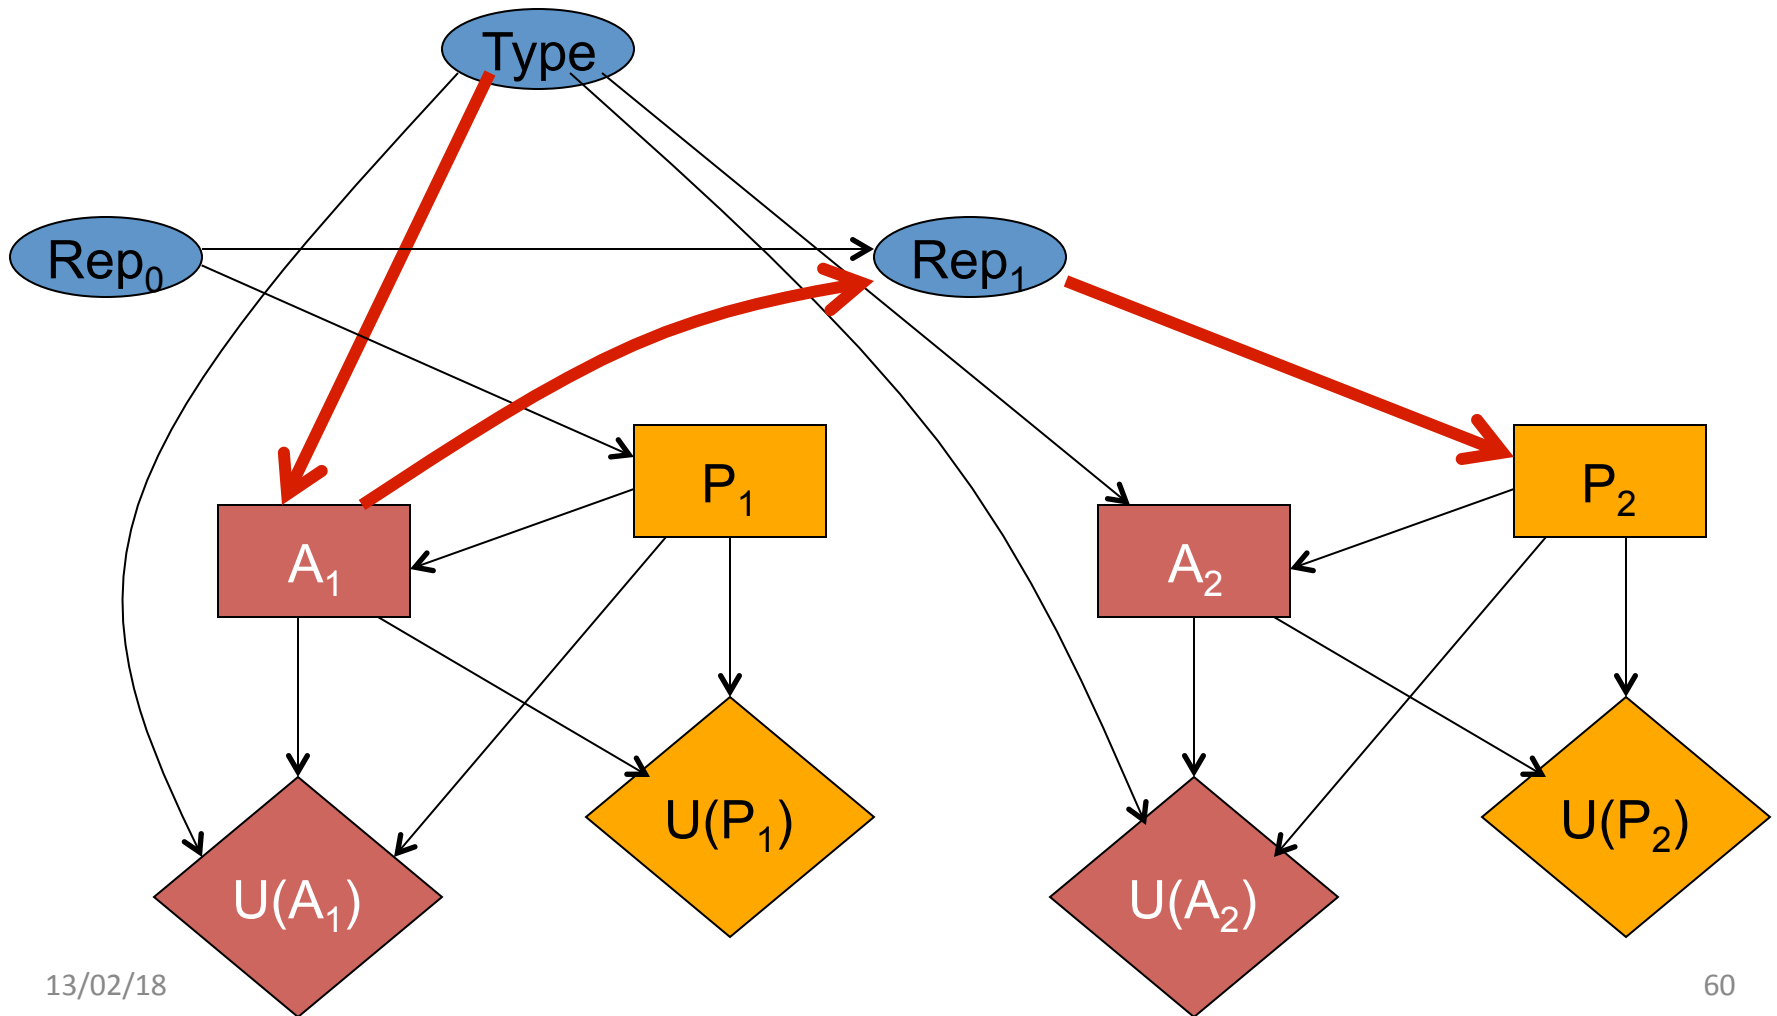 Type
Rep₀
Rep₁
P₁
P₂
A₁
A₂
U(P₁)
U(P₂)
U(A₁)
U(A₂)
13/02/18
60